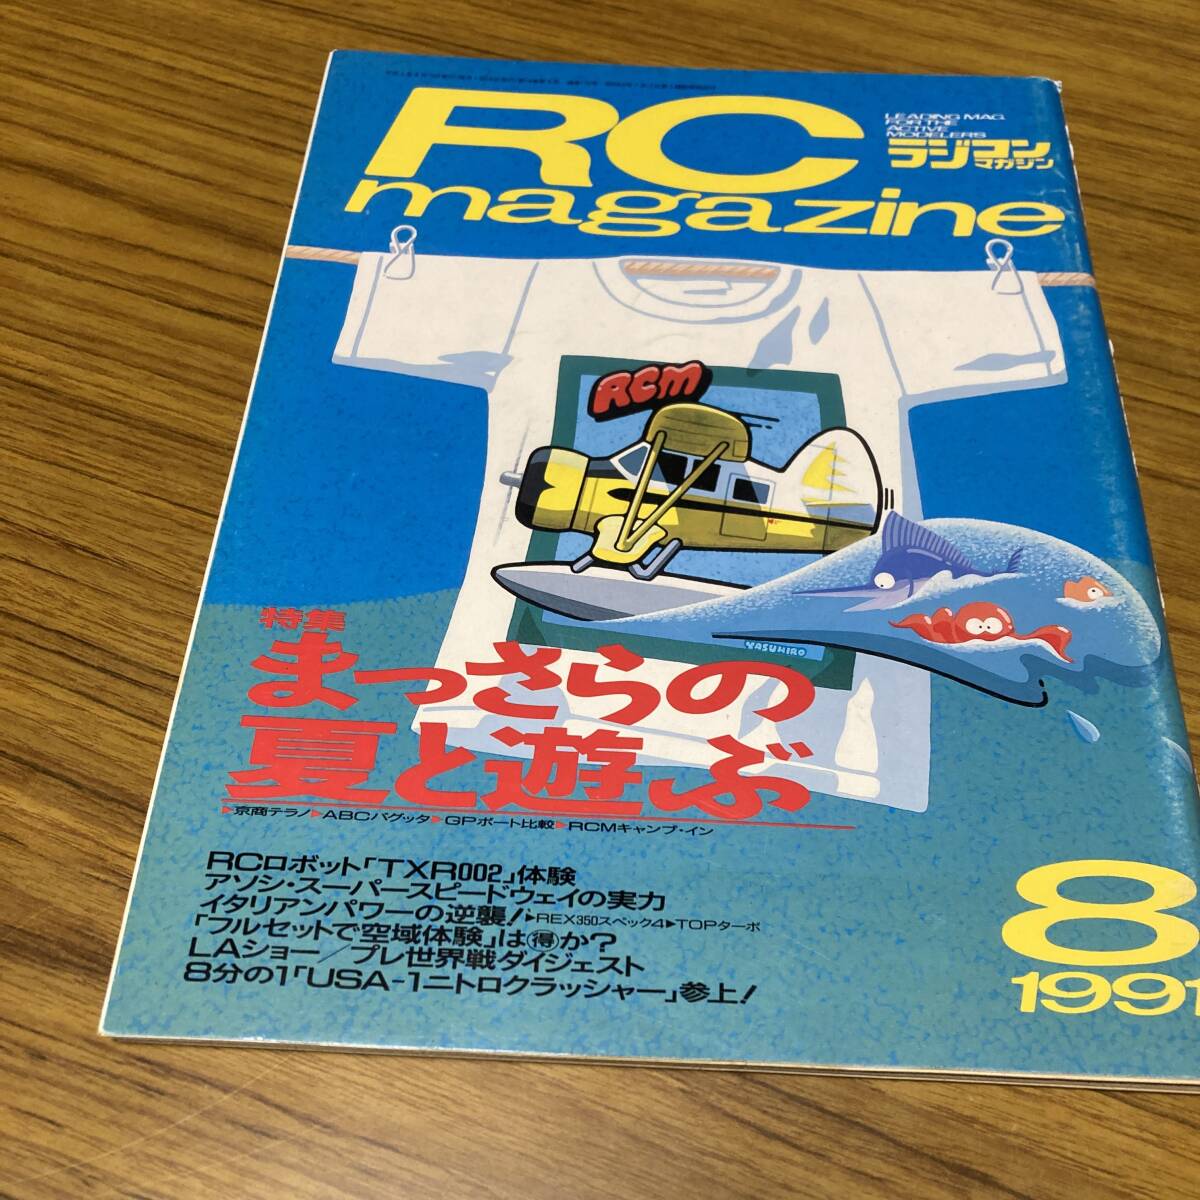 RC
magazine
LEADING MAG.
FOR THE
ACTIVE
MODELERS
ラジコン
マガジン
RCM
YASUHIRO
特集
まっさらの
夏と遊ぶ
▶京商テラノ▶ABCバグッタ▶GPボート比較▶RCMキャンプ・イン
RCロボット「TXR002」体験
アソシ・スーパースピードウェイの実力
イタリアンパワーの逆襲!▶REX350スペック4▶TOPターボ
「フルセットで空域体験」は㊝か?
LAショー/プレ世界戦ダイジェスト
8分の1「USA-1ニトロクラッシャー」参上!
8
1991